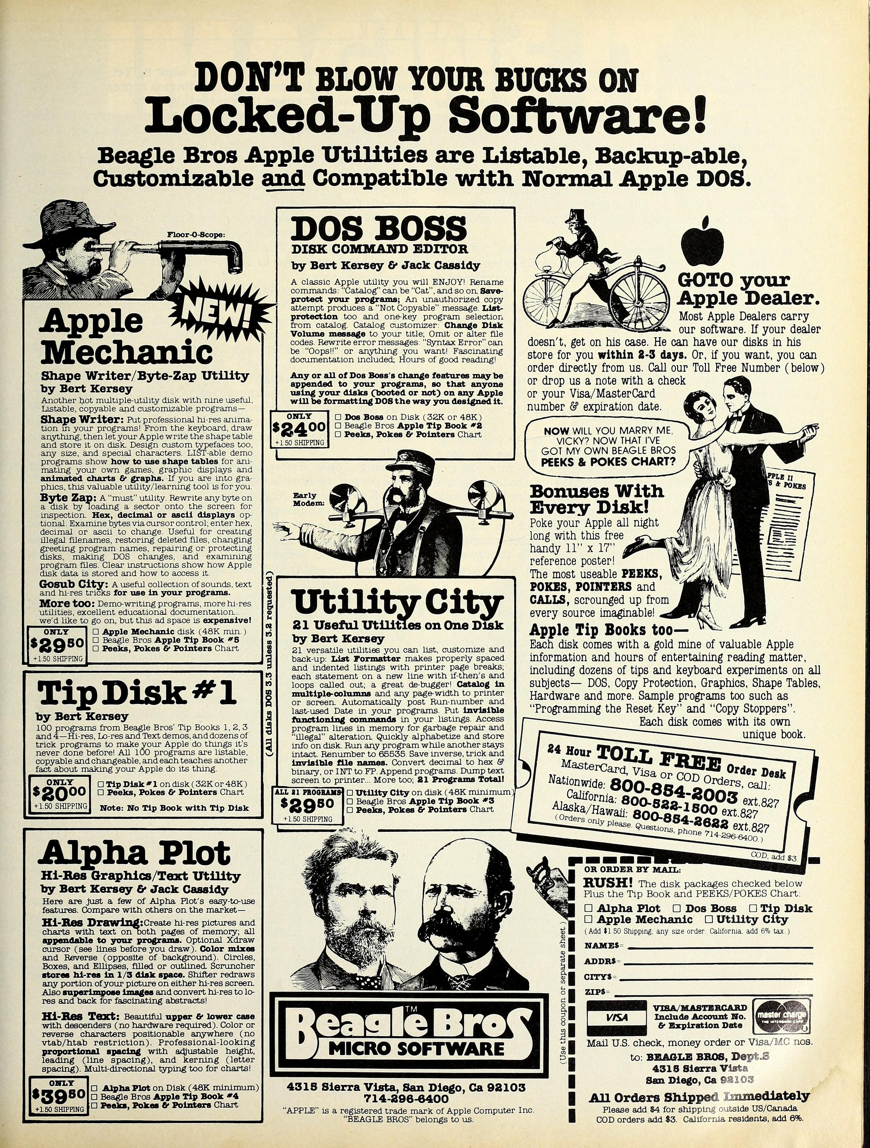 DON'T BLOW YOUR BUCKS ON
Locked-Up Software!
Beagle Bros Apple Utilities are Listable, Backup-able,
Customizable and Compatible with Normal Apple DOS.
Floor-O-Scope:
NEW!
Apple
Mechanic
Shape Writer/Byte-Zap Utility
by Bert Kersey
Another hot multiple-utility disk with nine useful,
Listable, copyable and customizable programs—
Shape Writer: Put professional hi-res anima-
tion in your programs! From the keyboard, draw
anything, then let your Apple write the shape table
and store it on disk. Design custom typefaces too,
any size, and special characters. LIST-able demo
programs show how to use shape tables for ani-
mating your own games, graphic displays and
animated charts & graphs. If you are into gra-
phics, this valuable utility/learning tool is for you.
Byte Zap: A "must" utility. Rewrite any byte on
a disk by loading a sector onto the screen for
inspection. Hex, decimal or ascii displays op-
tional. Examine bytes via cursor control; enter hex,
decimal or ascii to change. Useful for creating
illegal filenames, restoring deleted files, changing
greeting program names, repairing or protecting
disks, making DOS changes, and examining
program files. Clear instructions show how Apple
disk data is stored and how to access it.
Gosub City: A useful collection of sounds, text
and hi-res tricks for use in your programs.
More too: Demo-writing programs, more hi-res
utilities, excellent educational documentation...
we'd like to go on, but this ad space is expensive!
ONLY
$29.50
+1.50 SHIPPING
☐ Apple Mechanic disk (48K min.)
☐ Beagle Bros Apple Tip Book #5
☐ Peeks, Pokes & Pointers Chart
Tip Disk #1
by Bert Kersey
100 programs from Beagle Bros' Tip Books 1, 2, 3
and 4—Hi-res, Lo-res and Text demos, and dozens of
trick programs to make your Apple do things it's
never done before! All 100 programs are listable,
copyable and changeable, and each teaches another
fact about making your Apple do its thing.
ONLY
$20.00
+1.50 SHIPPING
☐ Tip Disk #1 on disk (32K or 48K)
☐ Peeks, Pokes & Pointers Chart
Note: No Tip Book with Tip Disk
Alpha Plot
Hi-Res Graphics/Text Utility
by Bert Kersey & Jack Cassidy
Here are just a few of Alpha Plot's easy-to-use
features. Compare with others on the market—
Hi-Res Drawing: Create hi-res pictures and
charts with text on both pages of memory; all
appendable to your programs. Optional Xdraw
cursor (see lines before you draw). Color mixes
and Reverse (opposite of background). Circles,
Boxes, and Ellipses, filled or outlined. Scruncher
stores hi-res in 1/3 disk space. Shifter redraws
any portion of your picture on either hi-res screen.
Also superimpose images and convert hi-res to lo-
res and back for fascinating abstracts!
Hi-Res Text: Beautiful upper & lower case
with descenders (no hardware required). Color or
reverse characters positionable anywhere (no
vtab/htab restriction). Professional-looking
proportional spacing with adjustable height,
leading (line spacing), and kerning (letter
spacing). Multi-directional typing too for charts!
ONLY
$39.50
+1.50 SHIPPING
☐ Alpha Plot on Disk (48K minimum)
☐ Beagle Bros Apple Tip Book #4
☐ Peeks, Pokes & Pointers Chart
DOS BOSS
DISK COMMAND EDITOR
by Bert Kersey & Jack Cassidy
A classic Apple utility you will ENJOY! Rename
commands: "Catalog" can be "Cat", and so on. Save-
protect your programs; An unauthorized copy
attempt produces a "Not Copyable" message. List-
protection too and one-key program selection
from catalog. Catalog customizer: Change Disk
Volume message to your title; Omit or alter file
codes. Rewrite error messages: "Syntax Error" can
be "Oops!!" or anything you want! Fascinating
documentation included; Hours of good reading!
Any or all of Dos Boss's change features may be
appended to your programs, so that anyone
using your disks (booted or not) on any Apple
will be formatting DOS the way you designed it.
ONLY
$24.00
+1.50 SHIPPING
☐ Dos Boss on Disk (32K or 48K)
☐ Beagle Bros Apple Tip Book #2
☐ Peeks, Pokes & Pointers Chart
Early
Modem:
(All disks DOS 3.3 unless 3.2 requested)
Utility City
21 Useful Utilities on One Disk
by Bert Kersey
21 versatile utilities you can list, customize and
back-up: List Formatter makes properly spaced
and indented listings with printer page breaks;
each statement on a new line with if-then's and
loops called out; a great de-bugger! Catalog in
multiple-columns and any page-width to printer
or screen. Automatically post Run-number and
last-used Date in your programs. Put invisible
functioning commands in your listings. Access
program lines in memory for garbage repair and
"illegal" alteration. Quickly alphabetize and store
info on disk. Run any program while another stays
intact. Renumber to 65535. Save inverse, trick and
invisible file names. Convert decimal to hex &
binary, or INT to FP. Append programs. Dump text
screen to printer... More too; 21 Programs Total!
ALL 21 PROGRAMS
$29.50
+1.50 SHIPPING
☐ Utility City on disk (48K minimum)
☐ Beagle Bros Apple Tip Book #3
☐ Peeks, Pokes & Pointers Chart
Beagle Bros
TM
MICRO SOFTWARE
4315 Sierra Vista, San Diego, Ca 92103
714-296-6400
"APPLE" is a registered trade mark of Apple Computer Inc.
"BEAGLE BROS" belongs to us.
GOTO your
Apple Dealer.
Most Apple Dealers carry
our software. If your dealer
doesn't, get on his case. He can have our disks in his
store for you within 2-3 days. Or, if you want, you can
order directly from us. Call our Toll Free Number (below)
or drop us a note with a check
or your Visa/MasterCard
number & expiration date.
NOW WILL YOU MARRY ME,
VICKY? NOW THAT I'VE
GOT MY OWN BEAGLE BROS
PEEKS & POKES CHART?
PPLE II
S & POKES
Bonuses With
Every Disk!
Poke your Apple all night
long with this free
handy 11" x 17"
reference poster!
The most useable PEEKS,
POKES, POINTERS and
CALLS, scrounged up from
every source imaginable!
Apple Tip Books too—
Each disk comes with a gold mine of valuable Apple
information and hours of entertaining reading matter,
including dozens of tips and keyboard experiments on all
subjects— DOS, Copy Protection, Graphics, Shape Tables,
Hardware and more. Sample programs too such as
"Programming the Reset Key" and "Copy Stoppers".
Each disk comes with its own
unique book.
24 Hour TOLL FREE Order Desk
MasterCard, Visa or COD Orders, call:
Nationwide: 800-854-2003 ext.827
California: 800-522-1500 ext.827
Alaska/Hawaii: 800-854-2622 ext.827
(Orders only please. Questions, phone 714-296-6400.)
COD, add $3.
(Use this coupon or separate sheet.)
OR ORDER BY MAIL:
RUSH! The disk packages checked below
Plus the Tip Book and PEEKS/POKES Chart:
☐ Alpha Plot ☐ Dos Boss ☐ Tip Disk
☐ Apple Mechanic ☐ Utility City
(Add $1.50 Shipping, any size order. California, add 6% tax.)
NAME$=
ADDR$=
CITY$=
ZIP$=
VISA
VISA/MASTERCARD
Include Account No.
& Expiration Date
master charge
THE INTERBANK CARD
Mail U.S. check, money order or Visa/MC nos.
to: BEAGLE BROS, Dept.S
4315 Sierra Vista
San Diego, Ca 92103
All Orders Shipped Immediately
Please add $4 for shipping outside US/Canada
COD orders add $3. California residents, add 6%.